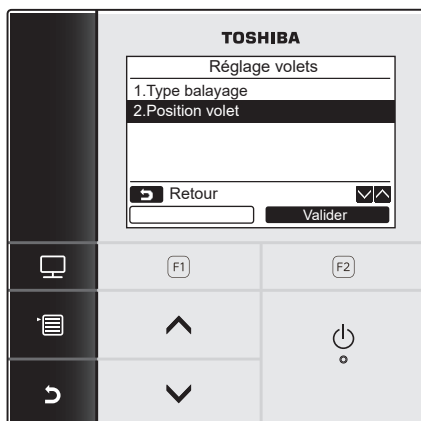 TOSHIBA
Réglage volets
1.Type balayage
2.Position volet
Retour
Valider
F1
F2